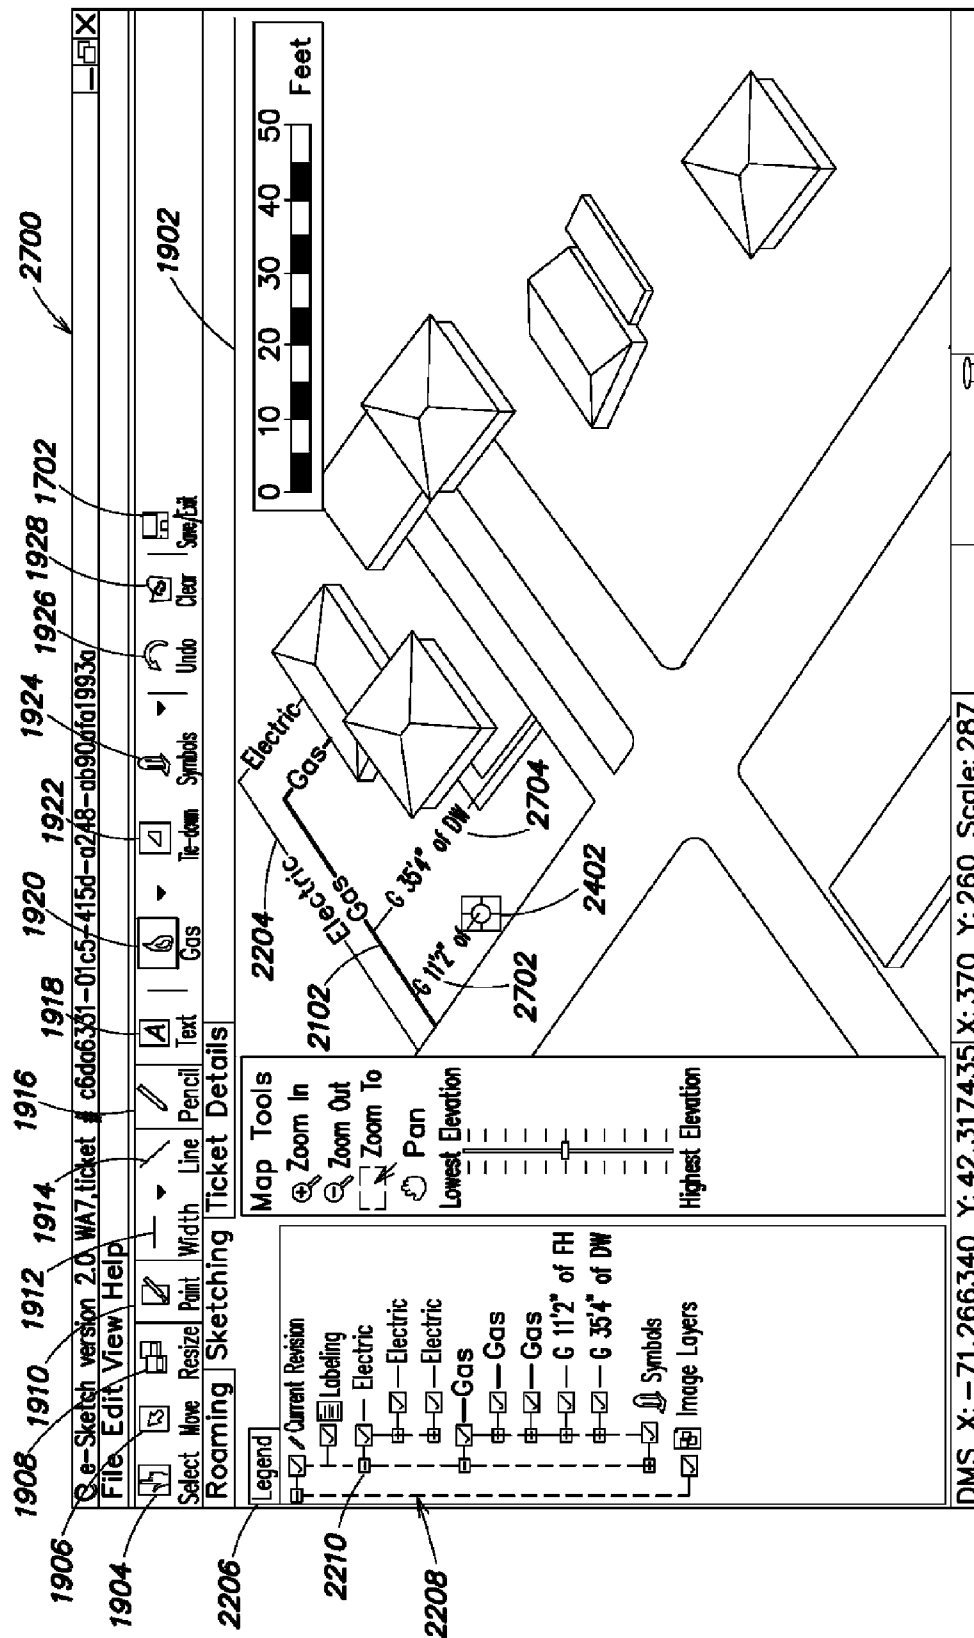 2700
1904
1906
1908
1910
1912
1914
1916
1918
1920
1922
1924
1926
1928
1702
e-Sketch version 2.0 WA7,ticket # c6da6331-01c5-415d-a248-ab90afa1993a
File Edit View Help
Select Move Resize Paint Width Line Pencil Text Gas Tie-down Symbols Undo Clear Save/Exit
Roaming Sketching Ticket Details
1902
2206
Legend
Current Revision
Labeling
Electric
Electric
Electric
Gas
Gas
Gas
G 11'2" of FH
G 35'4" of DW
Symbols
Image Layers
2210
2208
Map Tools
Zoom In
Zoom Out
Zoom To
Pan
Lowest Elevation
Highest Elevation
0 10 20 30 40 50
Feet
2204
2102
Electric
Electric
Gas
Gas
G 35'4" of DW
G 11'2" of
2702
2402
2704
DMS X: -71.266340 Y: 42.317435 X: 370 Y: 260 Scale: 287